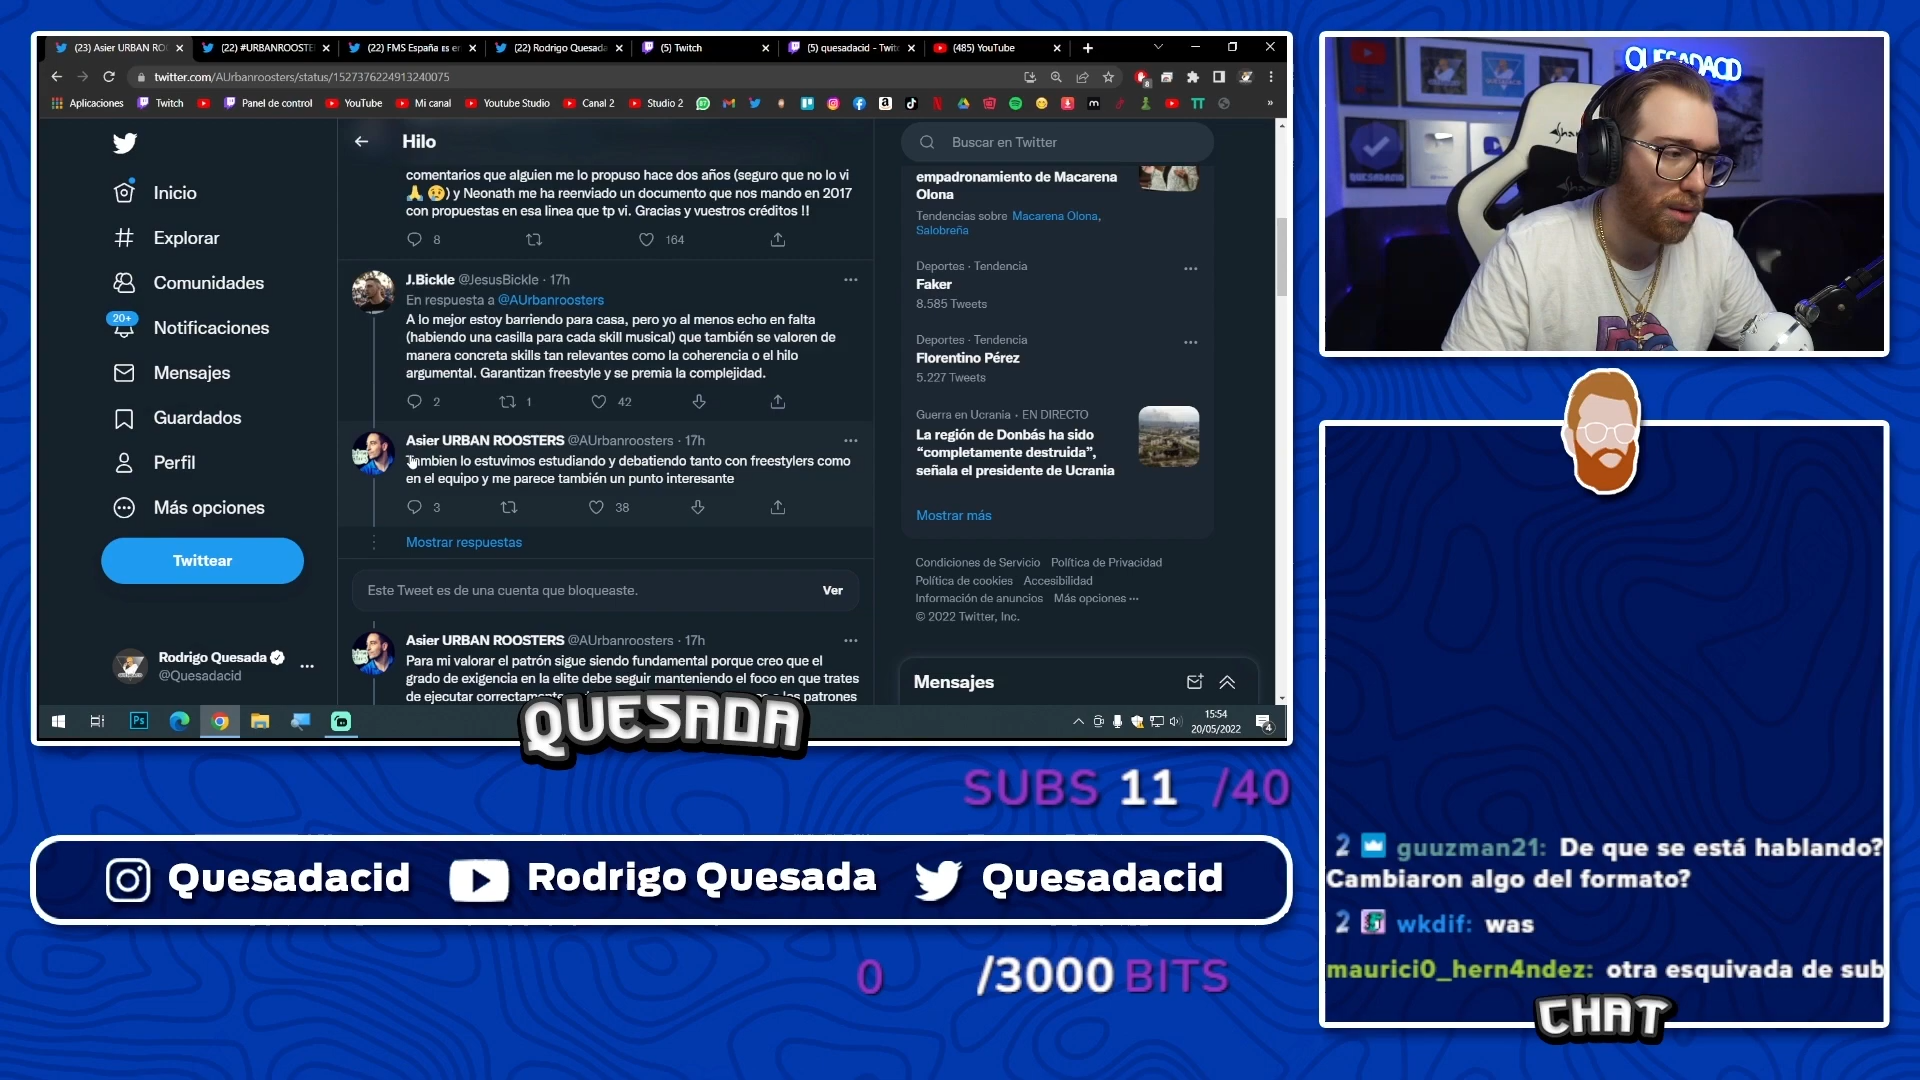 (23) Asier URBAN RO
(22) #URBANROOSTE
(22) FMS España es en
(22) Rodrigo Quesada
(5) Twitch
(5) quesadacid - Twit
(485) YouTube
twitter.com/AUrbanroosters/status/1527376224913240075
Aplicaciones
Twitch
Panel de control
YouTube
Mi canal
Youtube Studio
Canal 2
Studio 2
Hilo
Buscar en Twitter
Inicio
Explorar
Comunidades
20+
Notificaciones
Mensajes
Guardados
Perfil
Más opciones
Twittear
Rodrigo Quesada
@Quesadacid
comentarios que alguien me lo propuso hace dos años (seguro que no lo vi
🙏 😢) y Neonath me ha reenviado un documento que nos mando en 2017
con propuestas en esa linea que tp vi. Gracias y vuestros créditos !!
8
164
J.Bickle @JesusBickle · 17h
En respuesta a @AUrbanroosters
A lo mejor estoy barriendo para casa, pero yo al menos echo en falta
(habiendo una casilla para cada skill musical) que también se valoren de
manera concreta skills tan relevantes como la coherencia o el hilo
argumental. Garantizan freestyle y se premia la complejidad.
2
1
42
Asier URBAN ROOSTERS @AUrbanroosters · 17h
Tambien lo estuvimos estudiando y debatiendo tanto con freestylers como
en el equipo y me parece también un punto interesante
3
38
Mostrar respuestas
Este Tweet es de una cuenta que bloqueaste.
Ver
Asier URBAN ROOSTERS @AUrbanroosters · 17h
Para mi valorar el patrón sigue siendo fundamental porque creo que el
grado de exigencia en la elite debe seguir manteniendo el foco en que trates
de ejecutar correctamente
los patrones
empadronamiento de Macarena
Olona
Tendencias sobre Macarena Olona,
Salobreña
Deportes · Tendencia
Faker
8.585 Tweets
Deportes · Tendencia
Florentino Pérez
5.227 Tweets
Guerra en Ucrania · EN DIRECTO
La región de Donbás ha sido
“completamente destruida”,
señala el presidente de Ucrania
Mostrar más
Condiciones de Servicio Política de Privacidad
Política de cookies Accesibilidad
Información de anuncios Más opciones ···
© 2022 Twitter, Inc.
Mensajes
Ps
15:54
20/05/2022
4
QUESADACID
QUESADA
SUBS 11 /40
Quesadacid
Rodrigo Quesada
Quesadacid
0 /3000 BITS
2 guuzman21: De que se está hablando?
Cambiaron algo del formato?
2 wkdif: was
maurici0_hern4ndez: otra esquivada de sub
CHAT